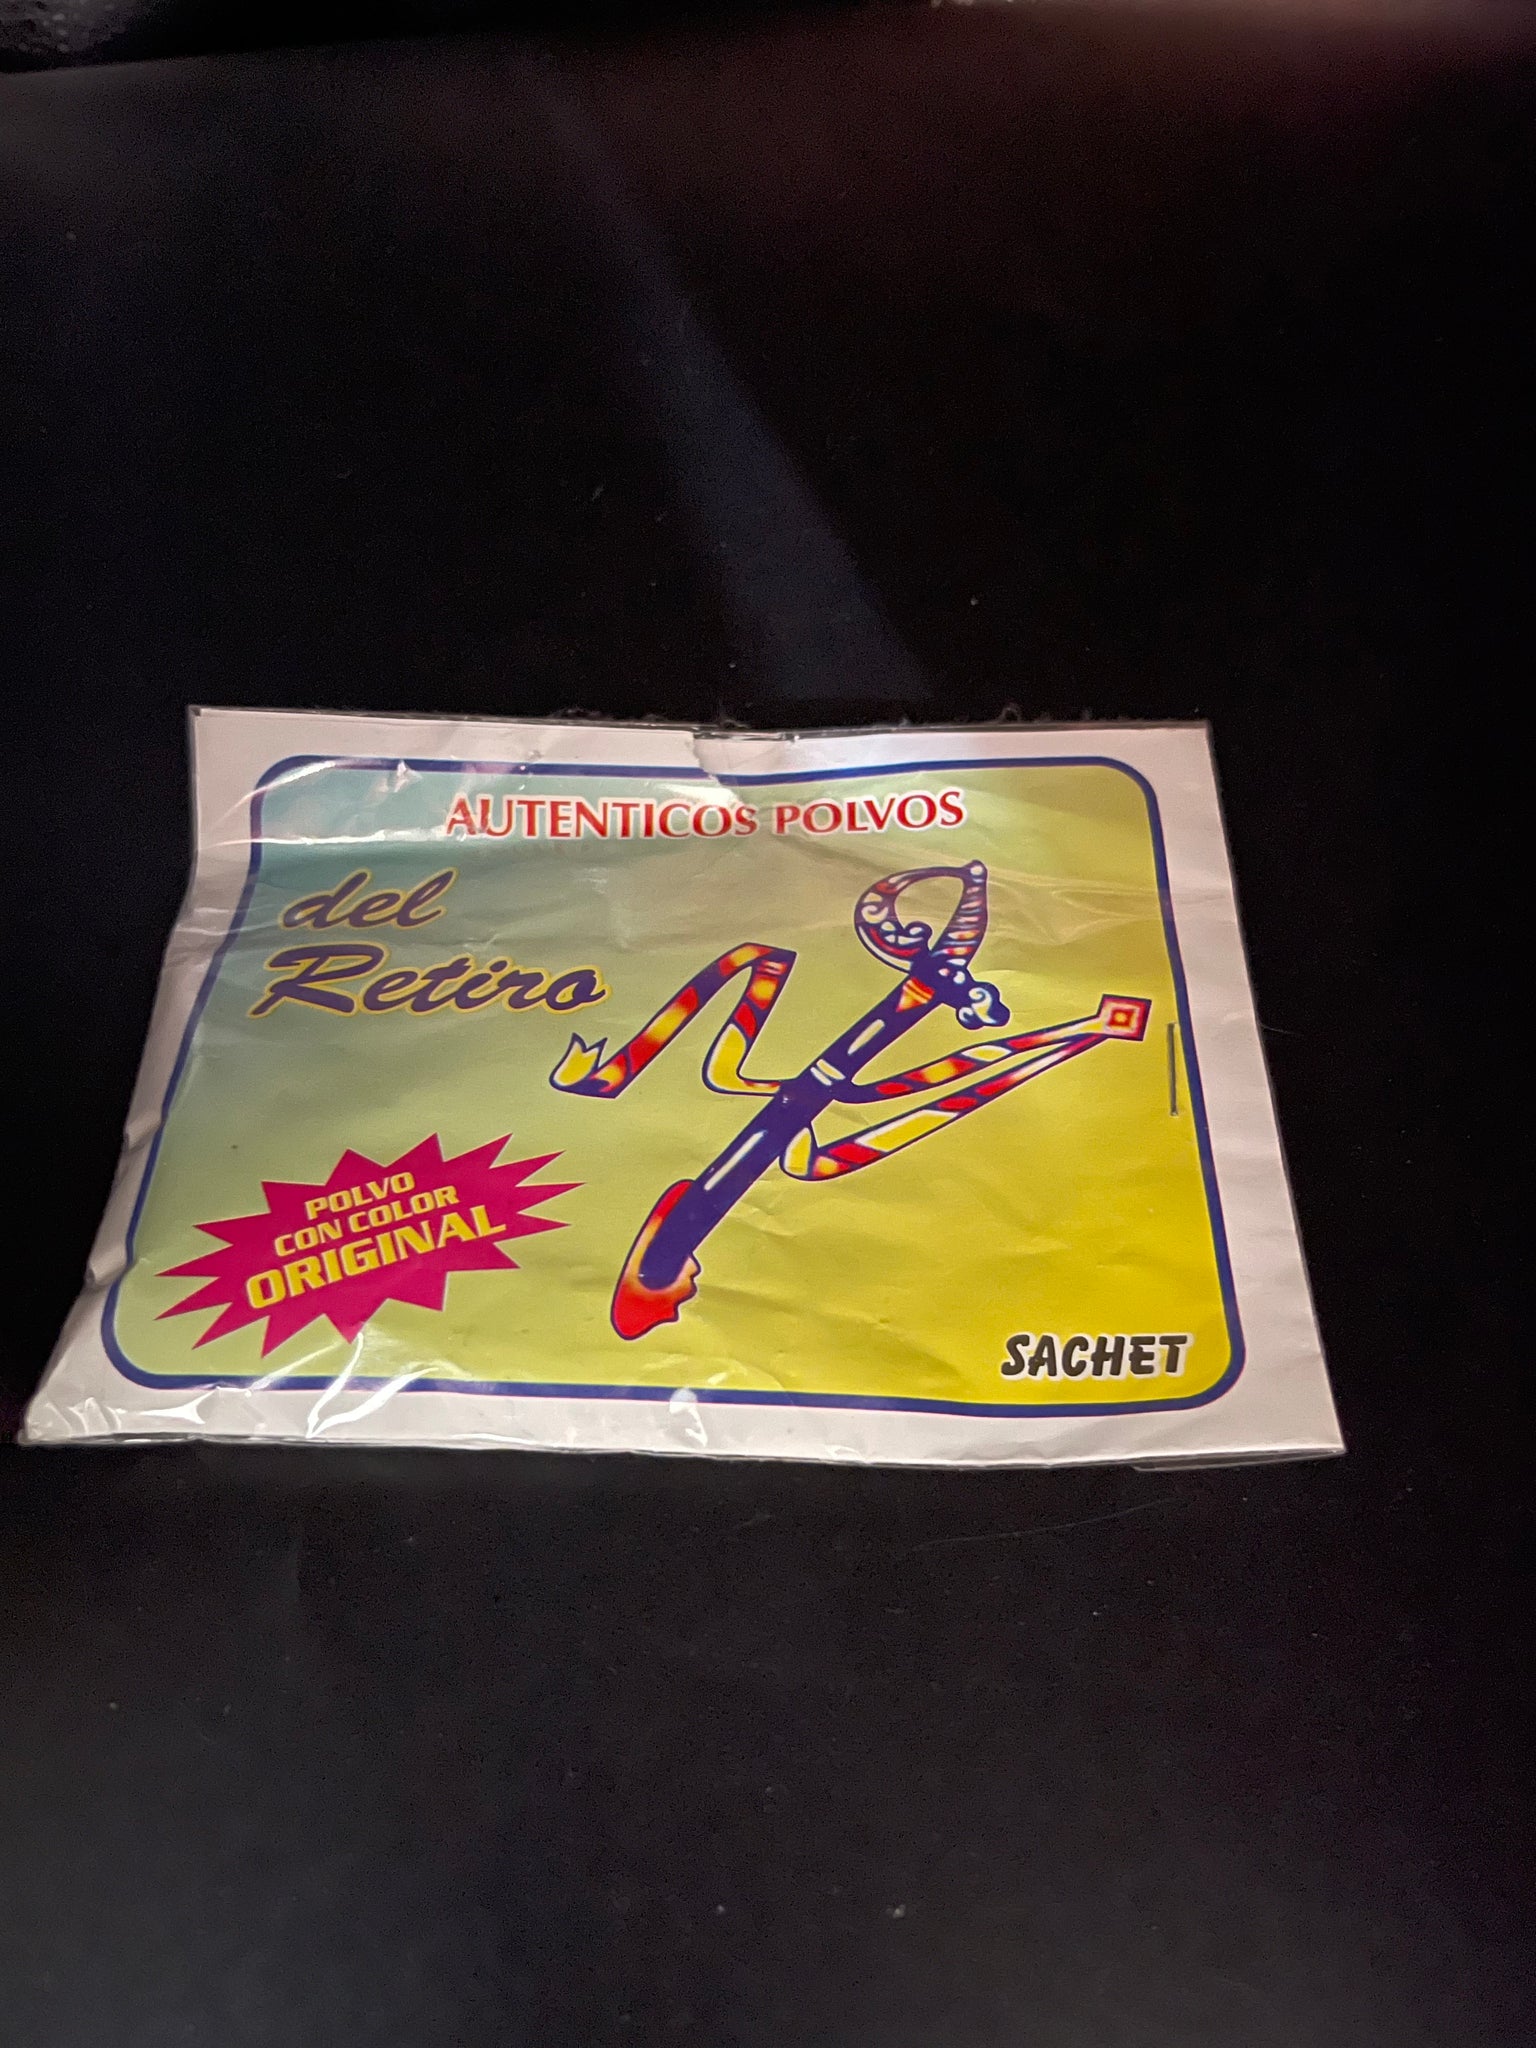 AUTENTICOS POLVOS
del
Retiro
POLVO
CON COLOR
ORIGINAL
SACHET